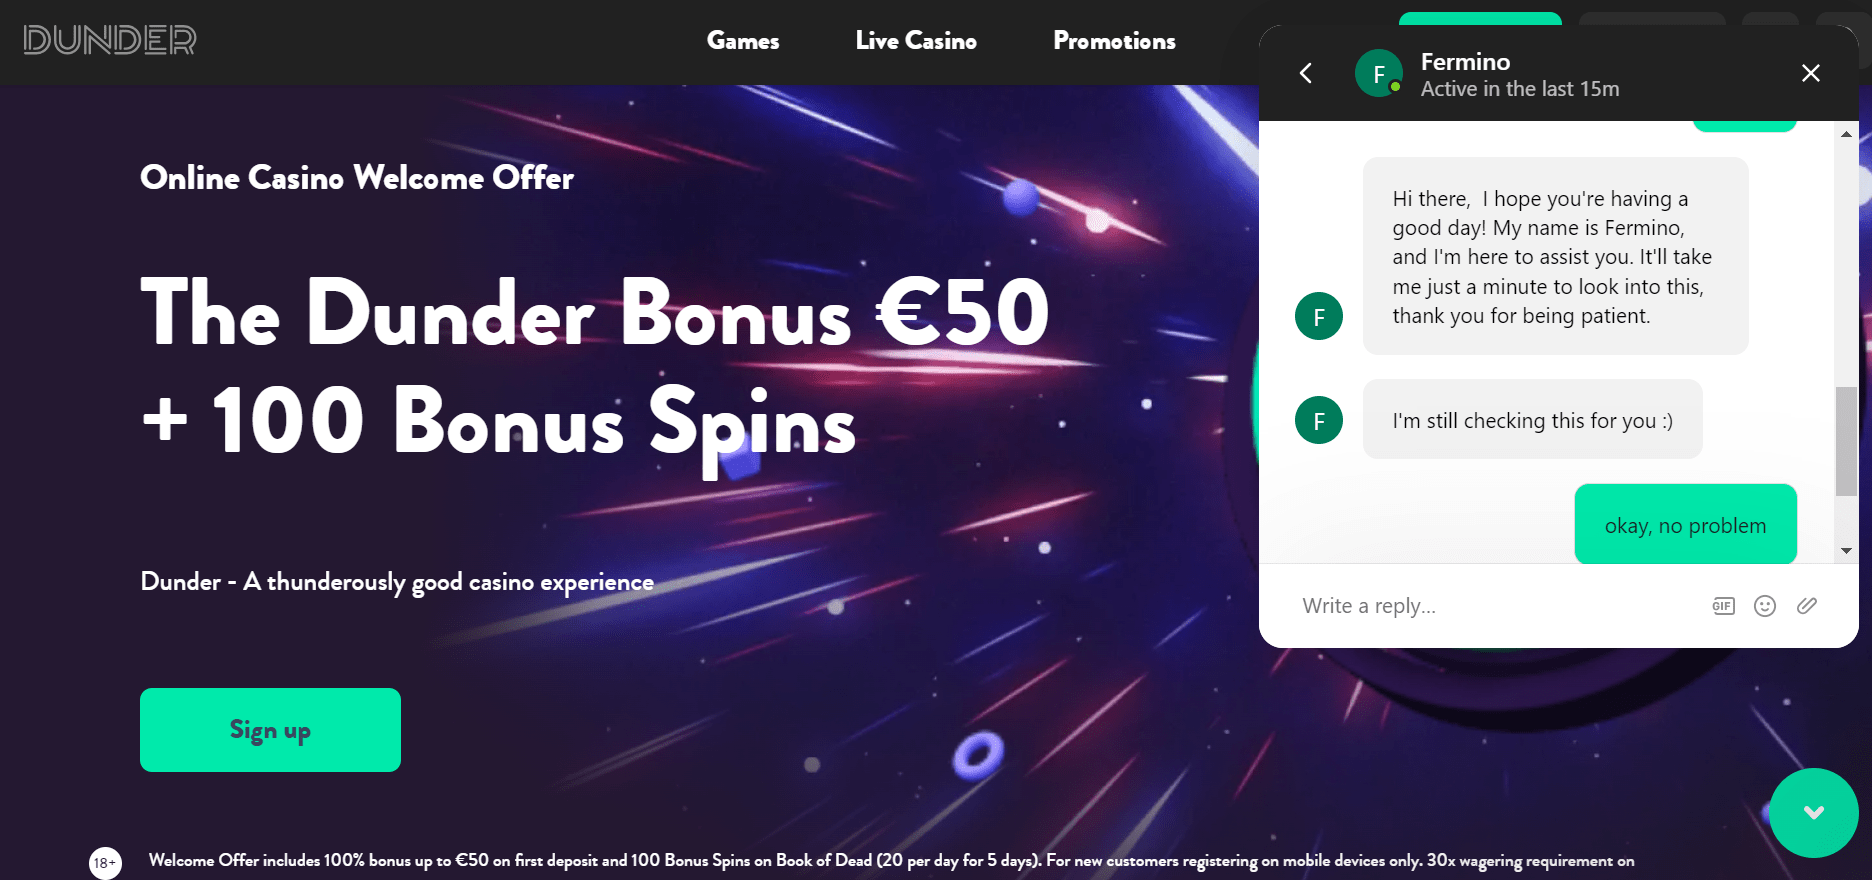 DUNDER
Games
Live Casino
Promotions
Online Casino Welcome Offer
The Dunder Bonus €50
+ 100 Bonus Spins
Dunder - A thunderously good casino experience
Sign up
18+
Welcome Offer includes 100% bonus up to €50 on first deposit and 100 Bonus Spins on Book of Dead (20 per day for 5 days). For new customers registering on mobile devices only. 30x wagering requirement on
F
Fermino
Active in the last 15m
Hi there,  I hope you're having a
good day! My name is Fermino,
and I'm here to assist you. It'll take
me just a minute to look into this,
thank you for being patient.
F
I'm still checking this for you :)
F
okay, no problem
Write a reply...
GIF